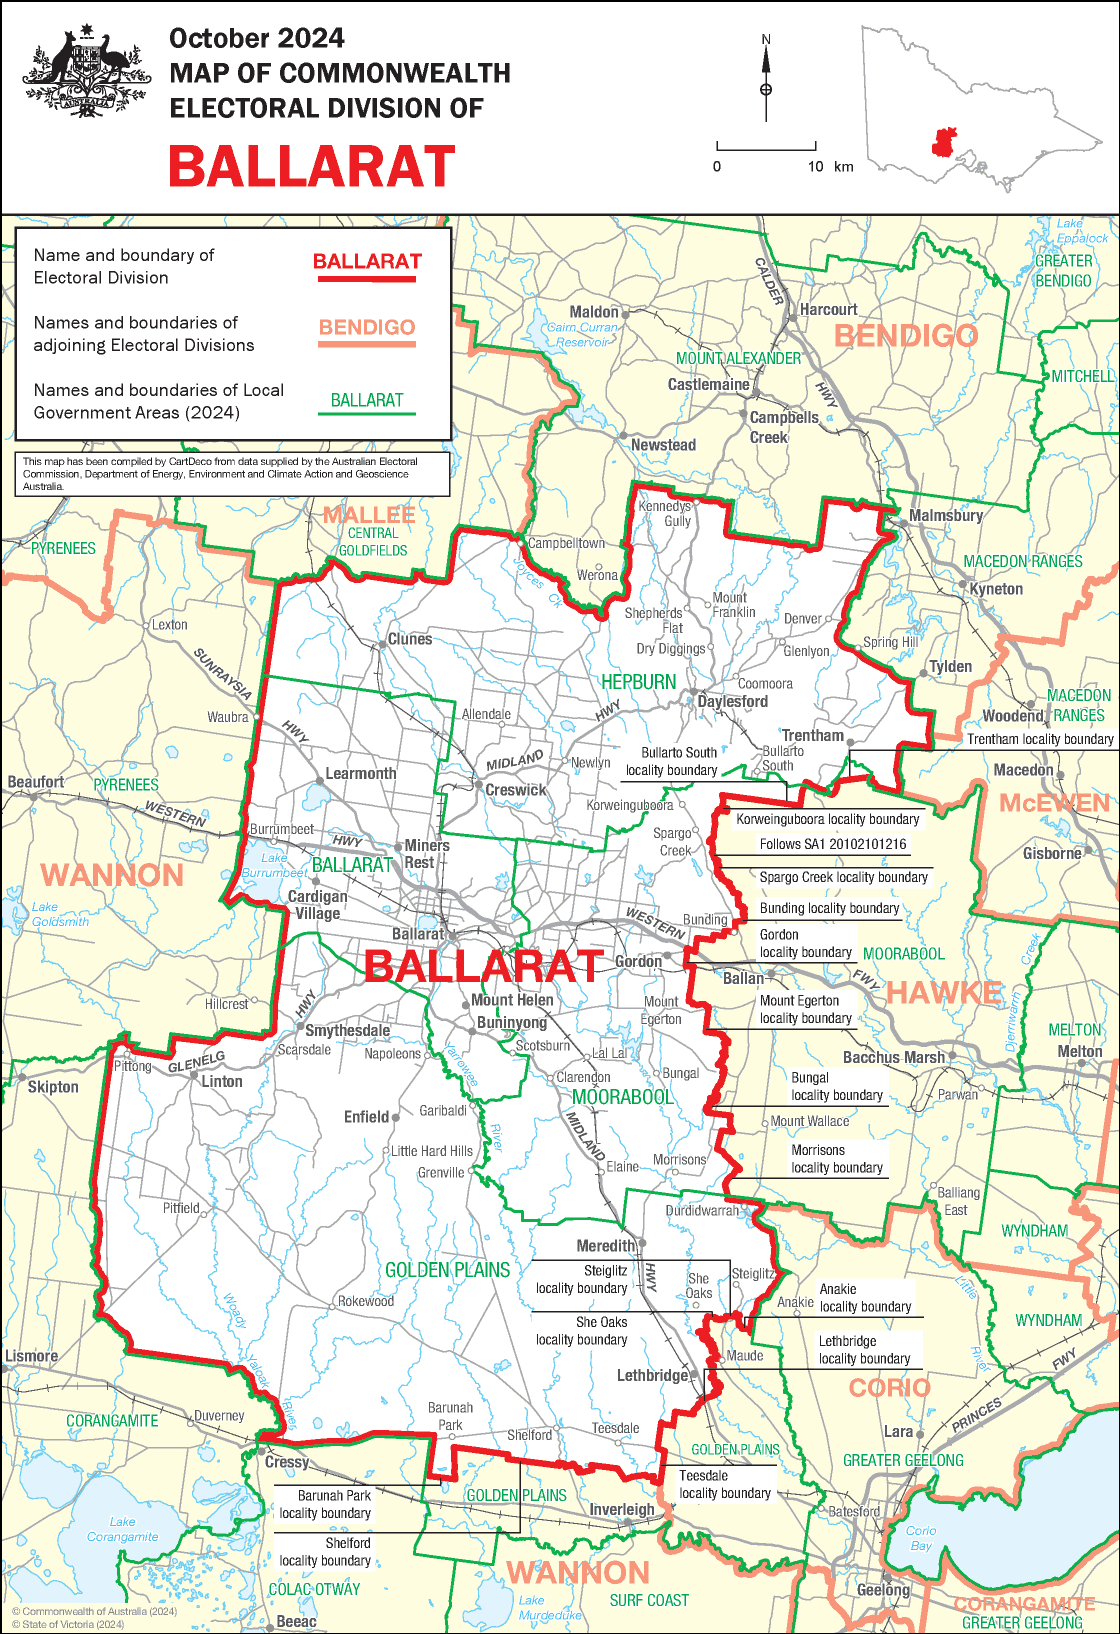 October 2024
MAP OF COMMONWEALTH
ELECTORAL DIVISION OF
BALLARAT
AUSTRALIA
N
0 10 km
Name and boundary of
Electoral Division
BALLARAT
Names and boundaries of
adjoining Electoral Divisions
BENDIGO
Names and boundaries of Local
Government Areas (2024)
BALLARAT
This map has been compiled by CartDeco from data supplied by the Australian Electoral
Commission, Department of Energy, Environment and Climate Action and Geoscience
Australia.
Lake
Eppalock
GREATER
BENDIGO
CALDER
HWY
Harcourt
Maldon
Cairn Curran
Reservoir
BENDIGO
MOUNT ALEXANDER
MITCHELL
Castlemaine
Campbells
Creek
Newstead
MALLEE
CENTRAL
GOLDFIELDS
PYRENEES
Kennedys
Gully
Malmsbury
Campbelltown
Joyces
Ck
Werona
MACEDON RANGES
Kyneton
Lexton
Clunes
Shepherds
Flat
Mount
Franklin
Denver
Dry Diggings
Glenlyon
Spring Hill
Tylden
SUNRAYSIA
HWY
HEPBURN
Coomoora
Daylesford
MACEDON
RANGES
Woodend
Waubra
Allendale
HWY
Trentham
Trentham locality boundary
Bullarto South
locality boundary
Bullarto
South
MIDLAND
Newlyn
Learmonth
Creswick
Macedon
Beaufort
PYRENEES
WESTERN
HWY
Korweinguboora
McEWEN
Korweinguboora locality boundary
Burrumbeet
Spargo
Creek
Follows SA1 20102101216
Gisborne
Miners
Rest
Lake
Burrumbeet
BALLARAT
WANNON
Spargo Creek locality boundary
Cardigan
Village
Lake
Goldsmith
Bunding locality boundary
WESTERN
Bunding
Ballarat
Gordon
locality boundary
MOORABOOL
BALLARAT
Gordon
Ballan
FWY
HAWKE
Creek
Djerriwarrh
Hillcrest
HWY
Mount Helen
Mount
Egerton
Mount Egerton
locality boundary
Smythesdale
Buninyong
MELTON
Scarsdale
Napoleons
Scotsburn
Lal Lal
Bacchus Marsh
Melton
Pittong
GLENELG
Linton
Yarrowee
River
Clarendon
Bungal
Bungal
locality boundary
Parwan
Skipton
MOORABOOL
Enfield
Garibaldi
MIDLAND
HWY
Mount Wallace
Little Hard Hills
Grenville
Elaine
Morrisons
Morrisons
locality boundary
Pitfield
Durdidwarrah
Balliang
East
WYNDHAM
Meredith
GOLDEN PLAINS
Steiglitz
locality boundary
She
Oaks
Steiglitz
Anakie
Anakie
locality boundary
Little
River
Woady
Yaloak
River
Rokewood
She Oaks
locality boundary
WYNDHAM
Lethbridge
locality boundary
Maude
FWY
Lismore
Lethbridge
CORIO
CORANGAMITE
Duverney
Barunah
Park
Shelford
Teesdale
PRINCES
Lara
Cressy
GOLDEN PLAINS
GREATER GEELONG
Teesdale
locality boundary
Barunah Park
locality boundary
GOLDEN PLAINS
Inverleigh
Batesford
Lake
Corangamite
Shelford
locality boundary
Corio
Bay
COLAC OTWAY
WANNON
Lake
Murdeduke
SURF COAST
Geelong
CORANGAMITE
GREATER GEELONG
Beeac
© Commonwealth of Australia (2024)
© State of Victoria (2024)